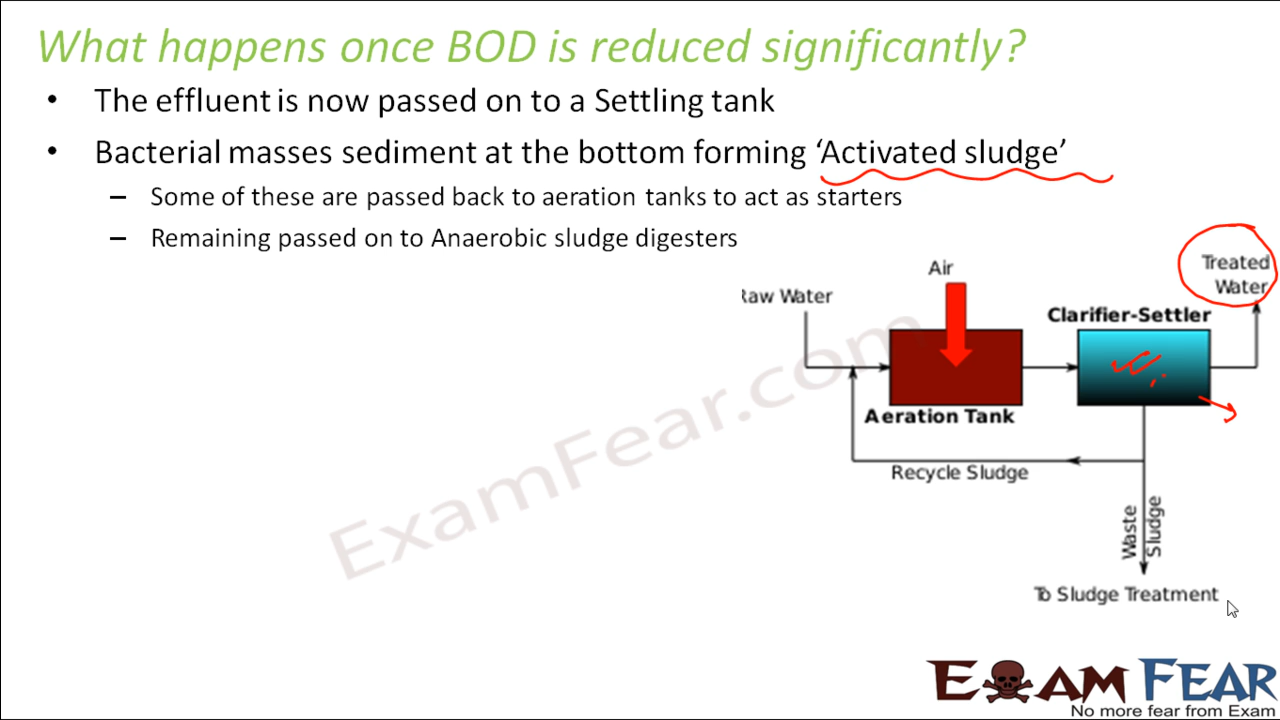 What happens once BOD is reduced significantly?
• The effluent is now passed on to a Settling tank
• Bacterial masses sediment at the bottom forming ‘Activated sludge’
– Some of these are passed back to aeration tanks to act as starters
– Remaining passed on to Anaerobic sludge digesters
Air
Treated
Water
Raw Water
Clarifier-Settler
Aeration Tank
Recycle Sludge
Waste
Sludge
To Sludge Treatment
ExamFear.com
EXAM FEAR
No more fear from Exam